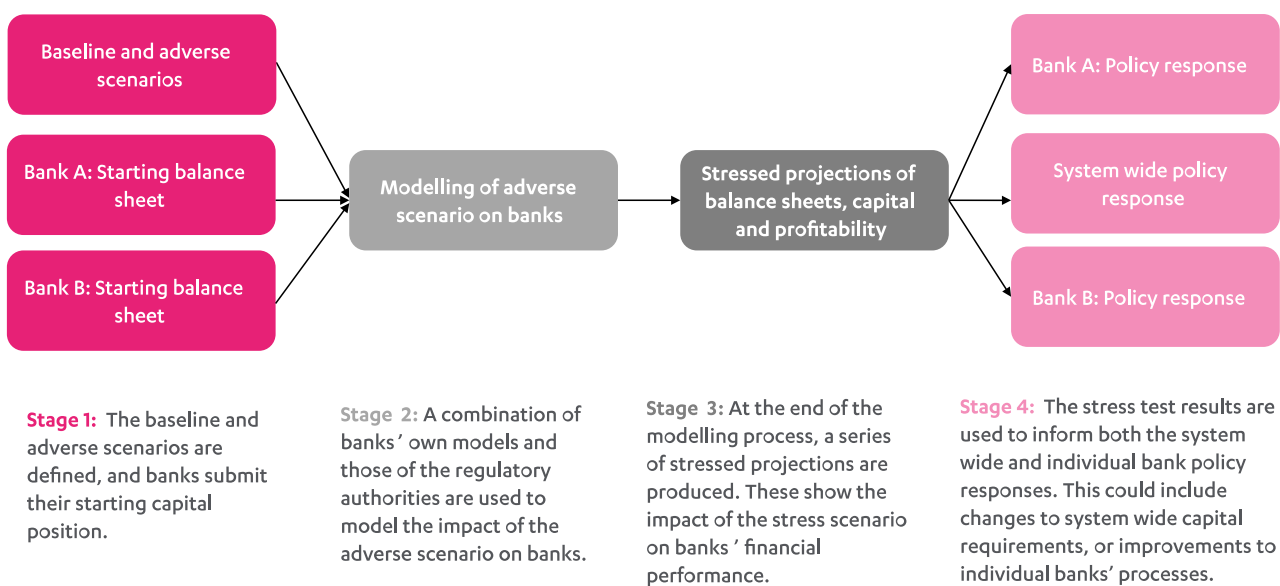 Baseline and adverse
scenarios
Bank A: Starting balance
sheet
Bank B: Starting balance
sheet
Modelling of adverse
scenario on banks
Stressed projections of
balance sheets, capital
and profitability
Bank A: Policy response
System wide policy
response
Bank B: Policy response
Stage 1: The baseline and
adverse scenarios are
defined, and banks submit
their starting capital
position.
Stage 2: A combination of
banks’ own models and
those of the regulatory
authorities are used to
model the impact of the
adverse scenario on banks.
Stage 3: At the end of the
modelling process, a series
of stressed projections are
produced. These show the
impact of the stress scenario
on banks’ financial
performance.
Stage 4: The stress test results are
used to inform both the system
wide and individual bank policy
responses. This could include
changes to system wide capital
requirements, or improvements to
individual banks’ processes.